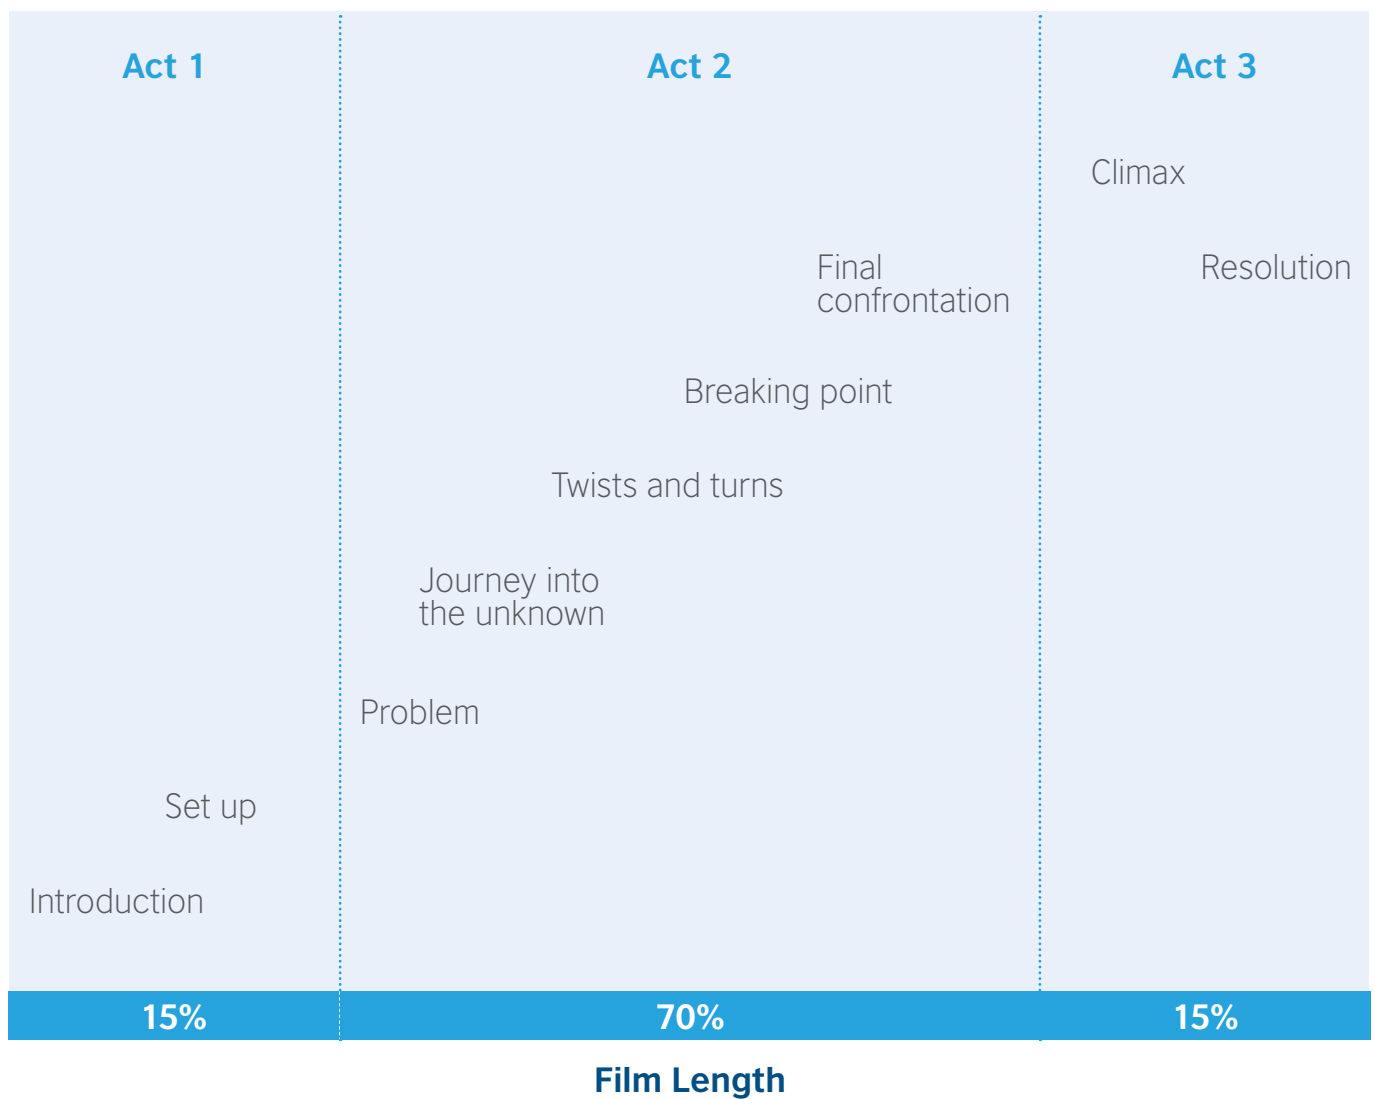 Act 1
Act 2
Act 3
Climax
Final
confrontation
Resolution
Breaking point
Twists and turns
Journey into
the unknown
Problem
Set up
Introduction
15%
70%
15%
Film Length